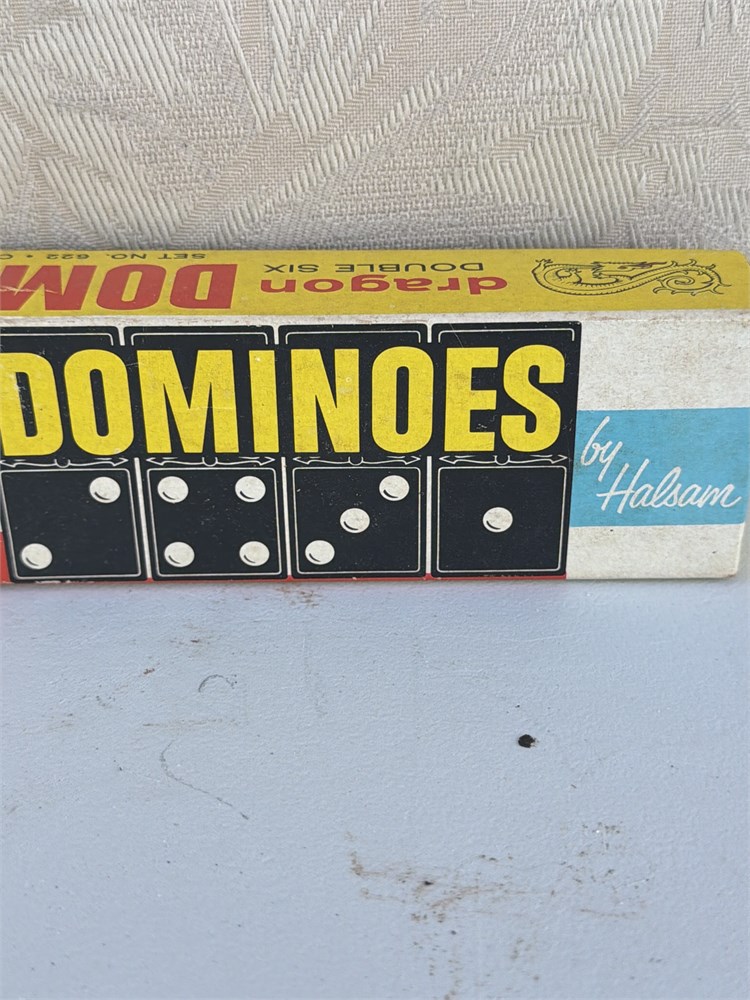 SET NO. 622 •
dragon DOUBLE SIX DOM
DOMINOES
by
Halsam